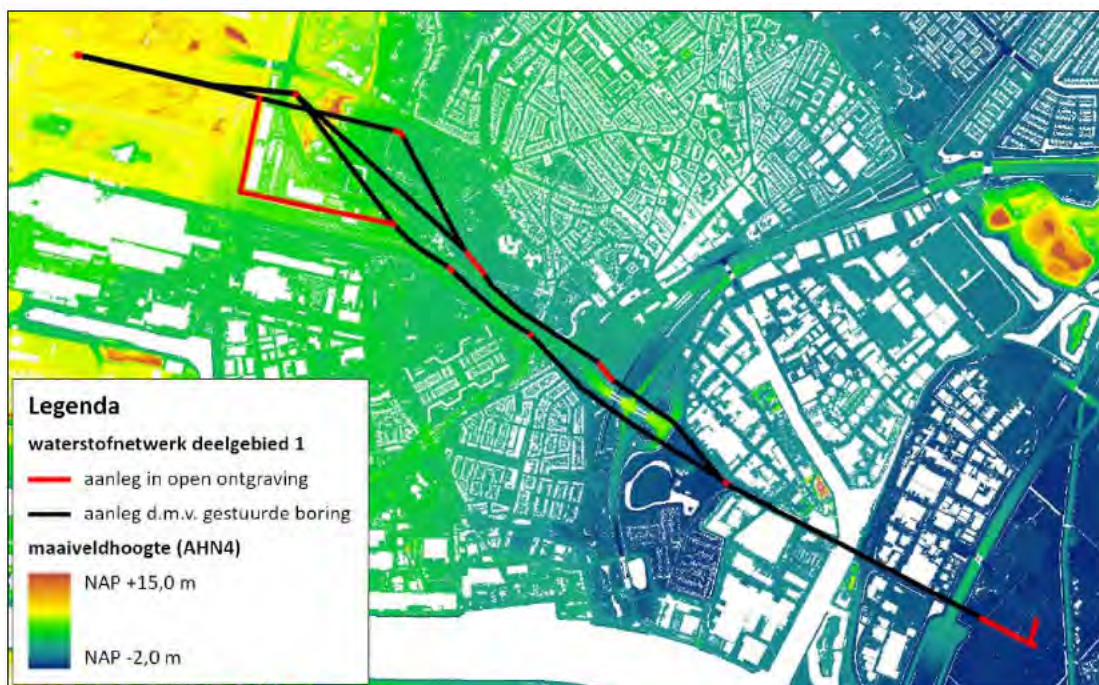 Legenda
waterstofnetwerk deelgebied 1
aanleg in open ontgraving
aanleg d.m.v. gestuurde boring
maaiveldhoogte (AHN4)
NAP +15,0 m
NAP -2,0 m